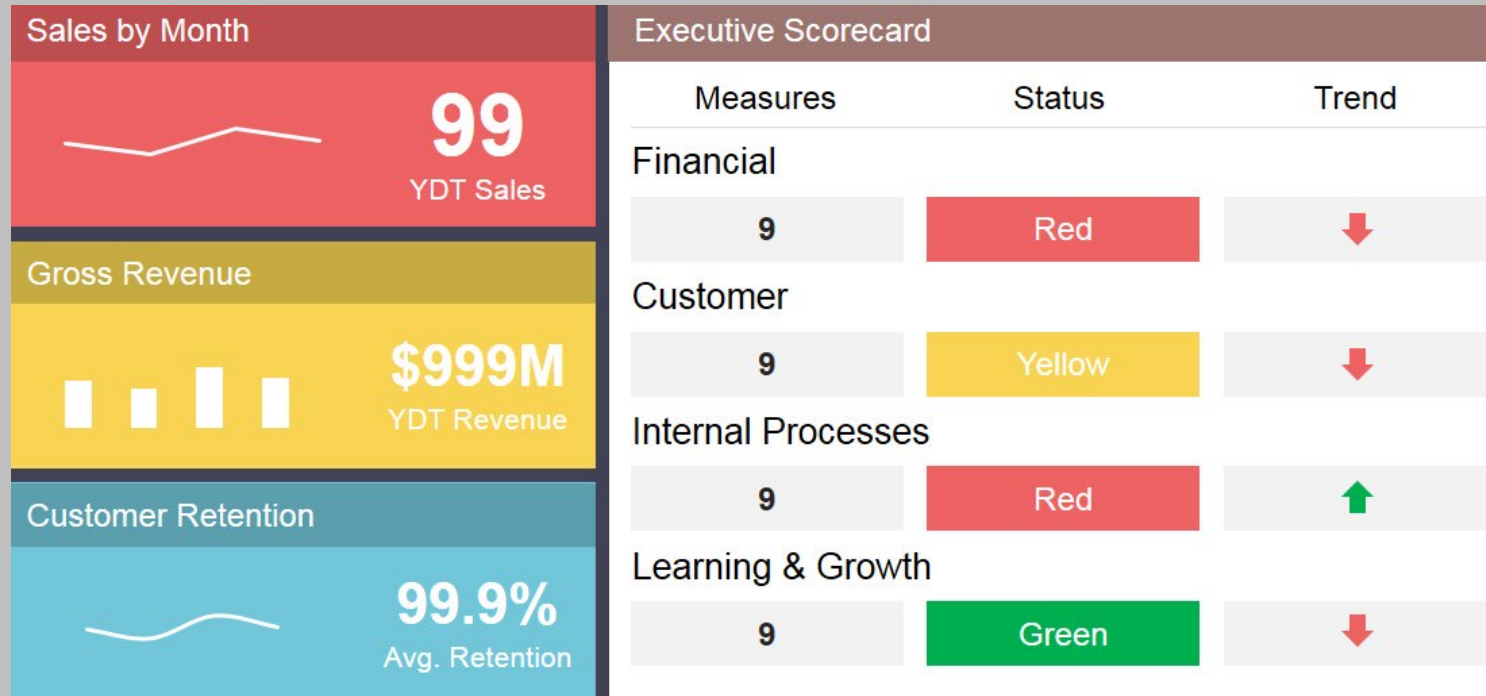 Sales by Month
99
YDT Sales
Gross Revenue
$999M
YDT Revenue
Customer Retention
99.9%
Avg. Retention
Executive Scorecard
Measures Status Trend
Financial
9 Red
Customer
9 Yellow
Internal Processes
9 Red
Learning & Growth
9 Green